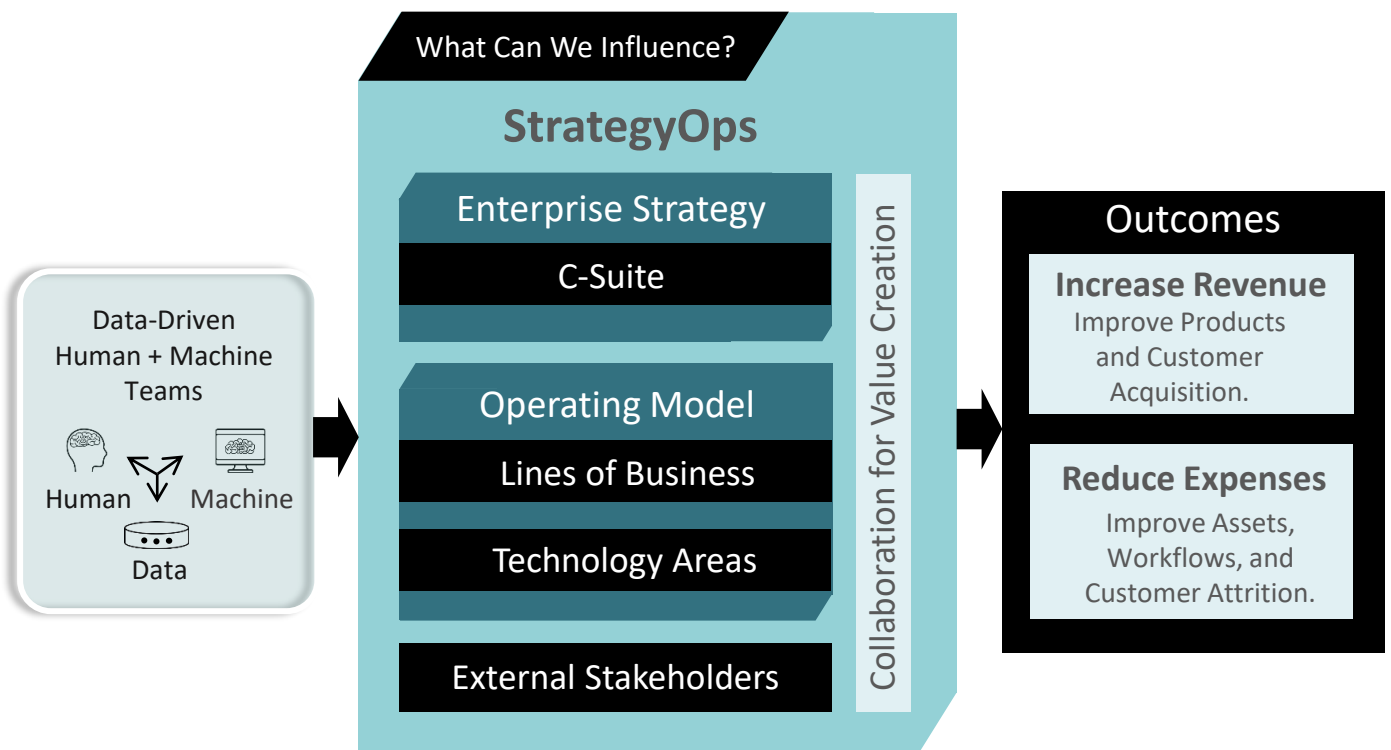 Data-Driven
Human + Machine
Teams
Human
Machine
Data
What Can We Influence?
StrategyOps
Enterprise Strategy
C-Suite
Operating Model
Lines of Business
Technology Areas
External Stakeholders
Collaboration for Value Creation
Outcomes
Increase Revenue
Improve Products
and Customer
Acquisition.
Reduce Expenses
Improve Assets,
Workflows, and
Customer Attrition.